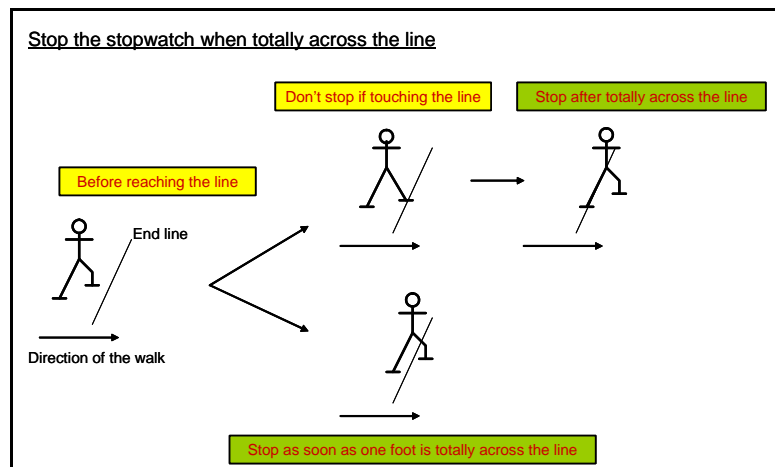 Stop the stopwatch when totally across the line
Don't stop if touching the line
Stop after totally across the line
Before reaching the line
End line
Direction of the walk
Stop as soon as one foot is totally across the line